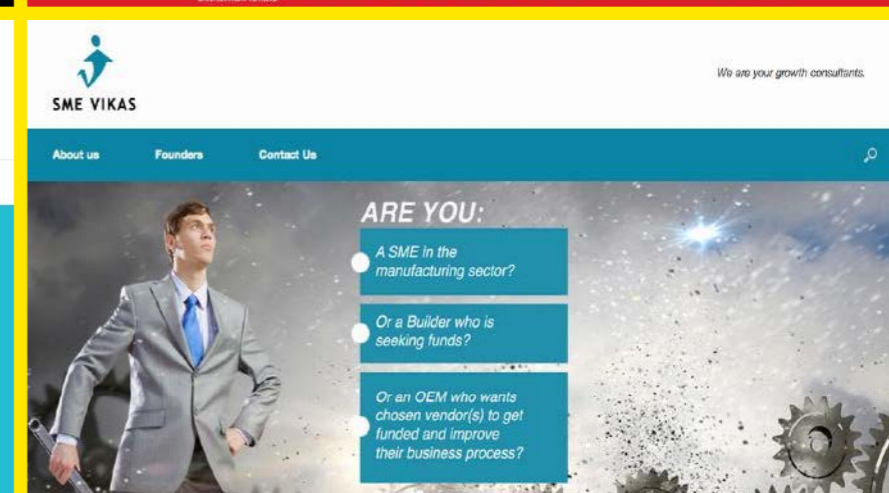 SME VIKAS
We are your growth consultants.
About us Founders Contact Us
ARE YOU:
A SME in the
manufacturing sector?
Or a Builder who is
seeking funds?
Or an OEM who wants
chosen vendor(s) to get
funded and improve
their business process?